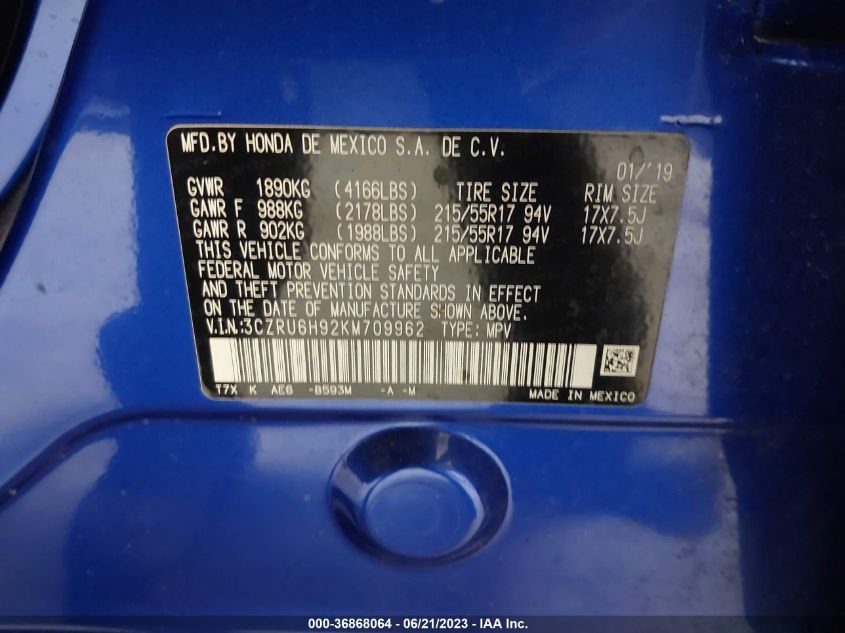 MFD.BY HONDA DE MEXICO S.A. DE C.V.
01/'19
GVWR 1890KG (4166LBS) TIRE SIZE RIM SIZE
GAWR F 988KG (2178LBS) 215/55R17 94V 17X7.5J
GAWR R 902KG (1988LBS) 215/55R17 94V 17X7.5J
THIS VEHICLE CONFORMS TO ALL APPLICABLE
FEDERAL MOTOR VEHICLE SAFETY
AND THEFT PREVENTION STANDARDS IN EFFECT
ON THE DATE OF MANUFACTURE SHOWN ABOVE.
V.I.N.:3CZRU6H92KM709962 TYPE: MPV
T7X K AE6 -B593M -A -M
MADE IN MEXICO
000-36868064 - 06/21/2023 - IAA Inc.